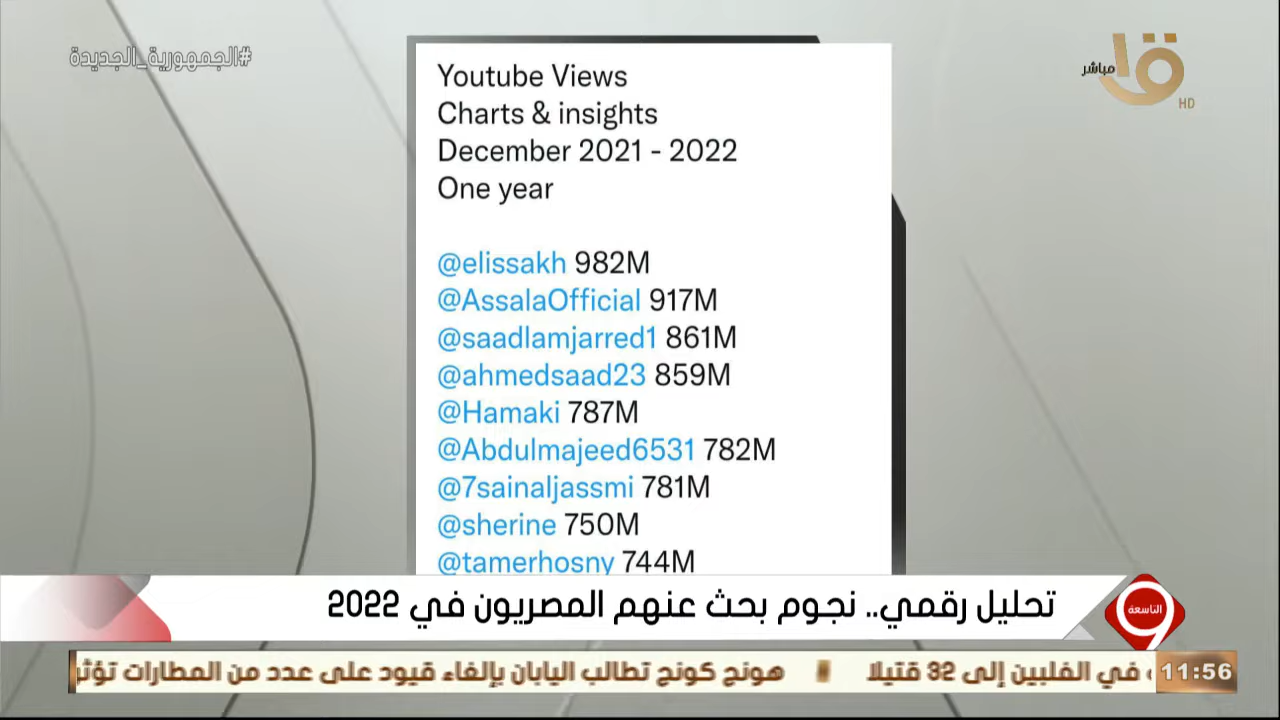 #الجمهورية_الجديدة
مباشر
HD
Youtube Views
Charts & insights
December 2021 - 2022
One year
@elissakh 982M
@AssalaOfficial 917M
@saadlamjarred1 861M
@ahmedsaad23 859M
@Hamaki 787M
@Abdulmajeed6531 782M
@7sainaljassmi 781M
@sherine 750M
@tamerhosny 744M
تحليل رقمي.. نجوم بحث عنهم المصريون في 2022
التاسعة
9
في الفلبين إلى 32 قتيلا
هونج كونج تطالب اليابان بإلغاء قيود على عدد من المطارات
11:56